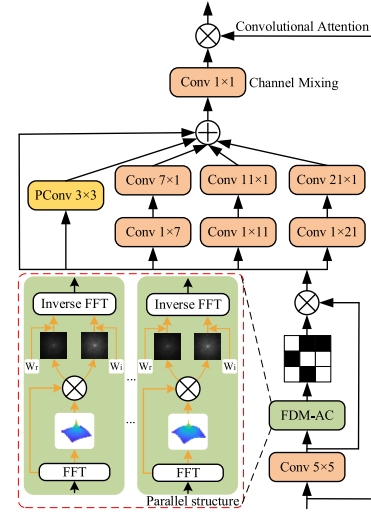 Convolutional Attention
Conv 1×1
Channel Mixing
PConv 3×3
Conv 7×1
Conv 11×1
Conv 21×1
Conv 1×7
Conv 1×11
Conv 1×21
Inverse FFT
Inverse FFT
Wr
Wi
...
Wr
Wi
...
FFT
FFT
Parallel structure
FDM-AC
Conv 5×5